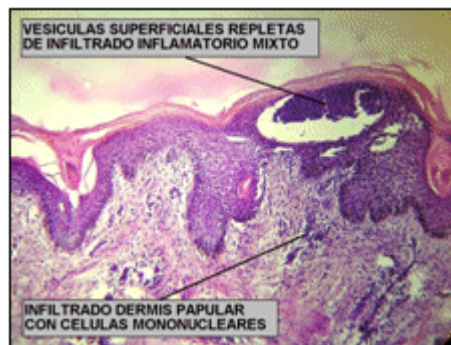 VESICULAS SUPERFICIALES REPLETAS
DE INFILTRADO INFLAMATORIO MIXTO
INFILTRADO DERMIS PAPULAR
CON CELULAS MONONUCLEARES